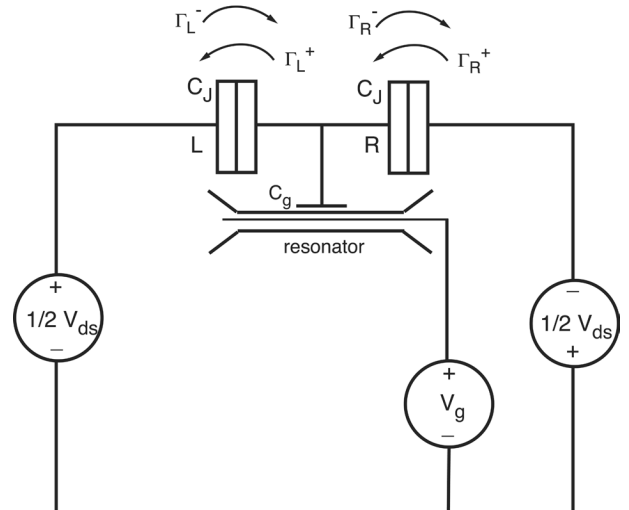 Γ_L^- Γ_R^-
Γ_L^+ Γ_R^+
C_J C_J
L R
C_g
resonator
+ −
1/2 V_ds 1/2 V_ds
− +
+
V_g
−